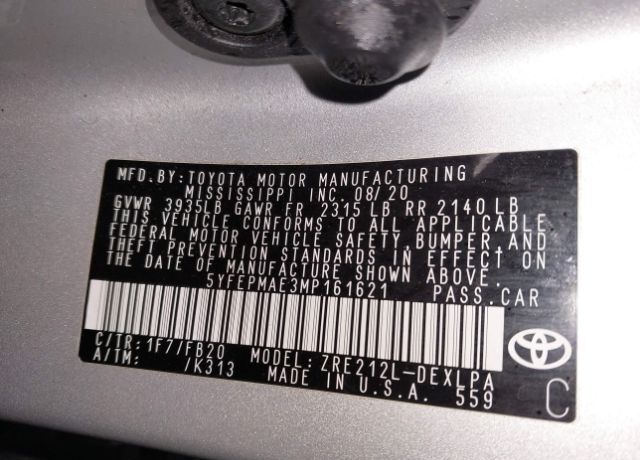 MFD.BY:TOYOTA MOTOR MANUFACTURING
MISSISSIPPI INC. 08/20
GVWR 3935LB GAWR FR 2315 LB RR 2140 LB
THIS VEHICLE CONFORMS TO ALL APPLICABLE
FEDERAL MOTOR VEHICLE SAFETY, BUMPER, AND
THEFT PREVENTION STANDARDS IN EFFECT ON
THE DATE OF MANUFACTURE SHOWN ABOVE.
5YFEPMAE3MP161621 PASS.CAR
C/TR: 1F7/FB20 MODEL: ZRE212L-DEXLPA
A/TM: /K313 MADE IN U.S.A. 559
C